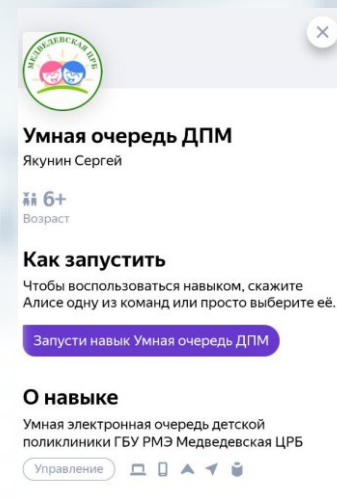 МЕДВЕДЕВСКАЯ ЦРБ
Умная очередь ДПМ
Якунин Сергей
6+
Возраст
Как запустить
Чтобы воспользоваться навыком, скажите
Алисе одну из команд или просто выберите её.
Запусти навык Умная очередь ДПМ
О навыке
Умная электронная очередь детской
поликлиники ГБУ РМЭ Медведевская ЦРБ
Управление